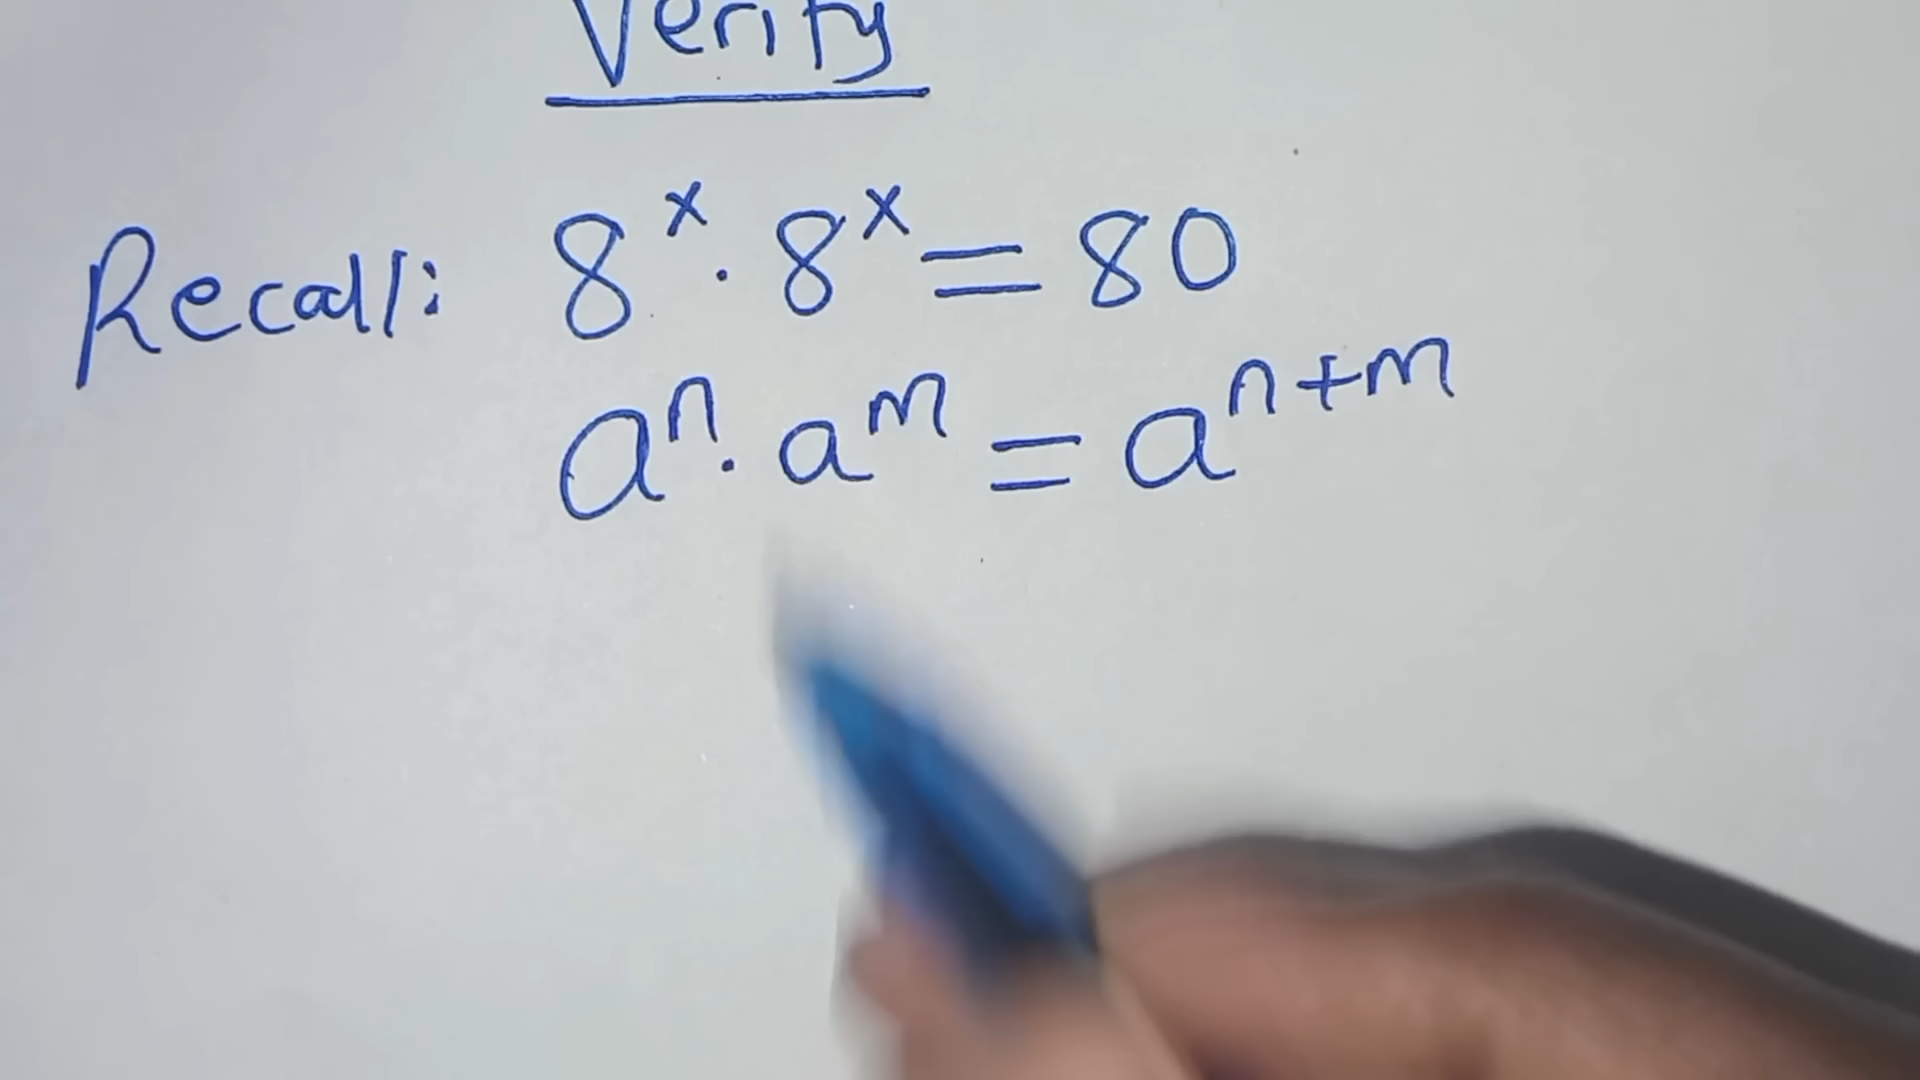 Verify
Recall: 8^x · 8^x = 80
a^n · a^m = a^{n+m}